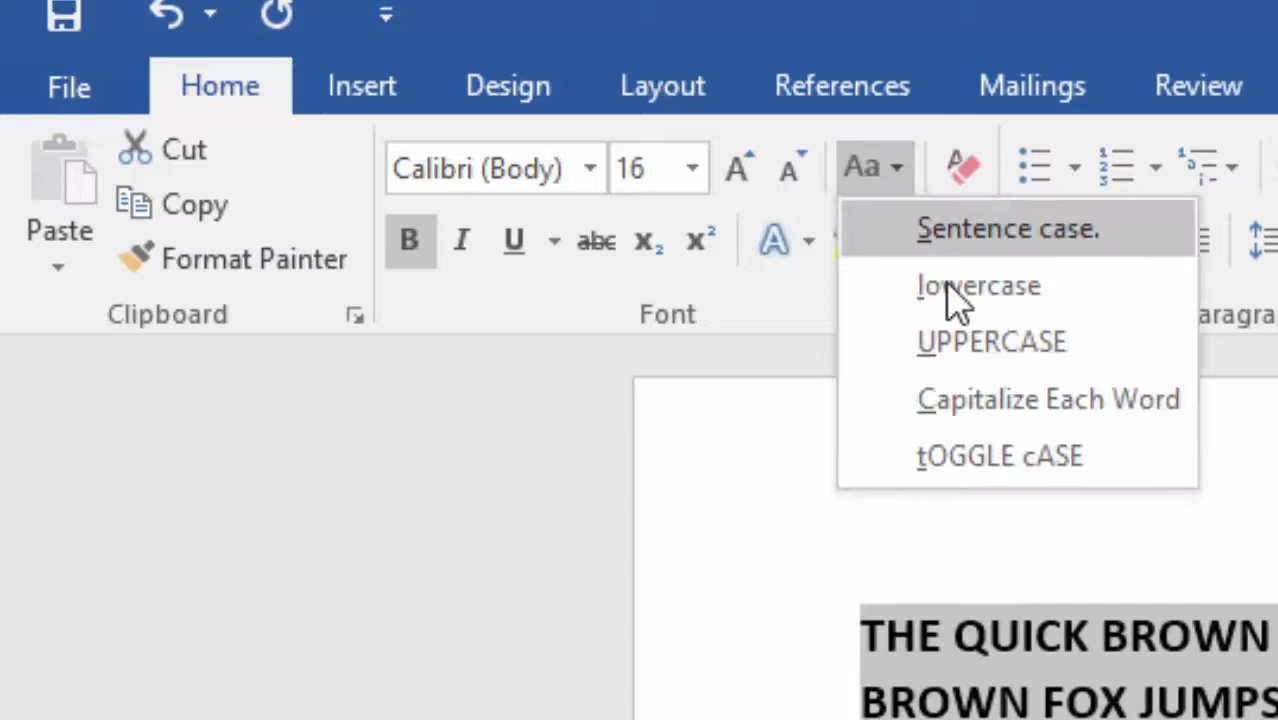 File Home Insert Design Layout References Mailings Review
Cut
Copy
Paste
Format Painter
Clipboard
Calibri (Body) 16 A A Aa A
B I U abc x₂ x² A
Font
aragra
Sentence case.
lowercase
UPPERCASE
Capitalize Each Word
tOGGLE cASE
THE QUICK BROWN
BROWN FOX JUMPS